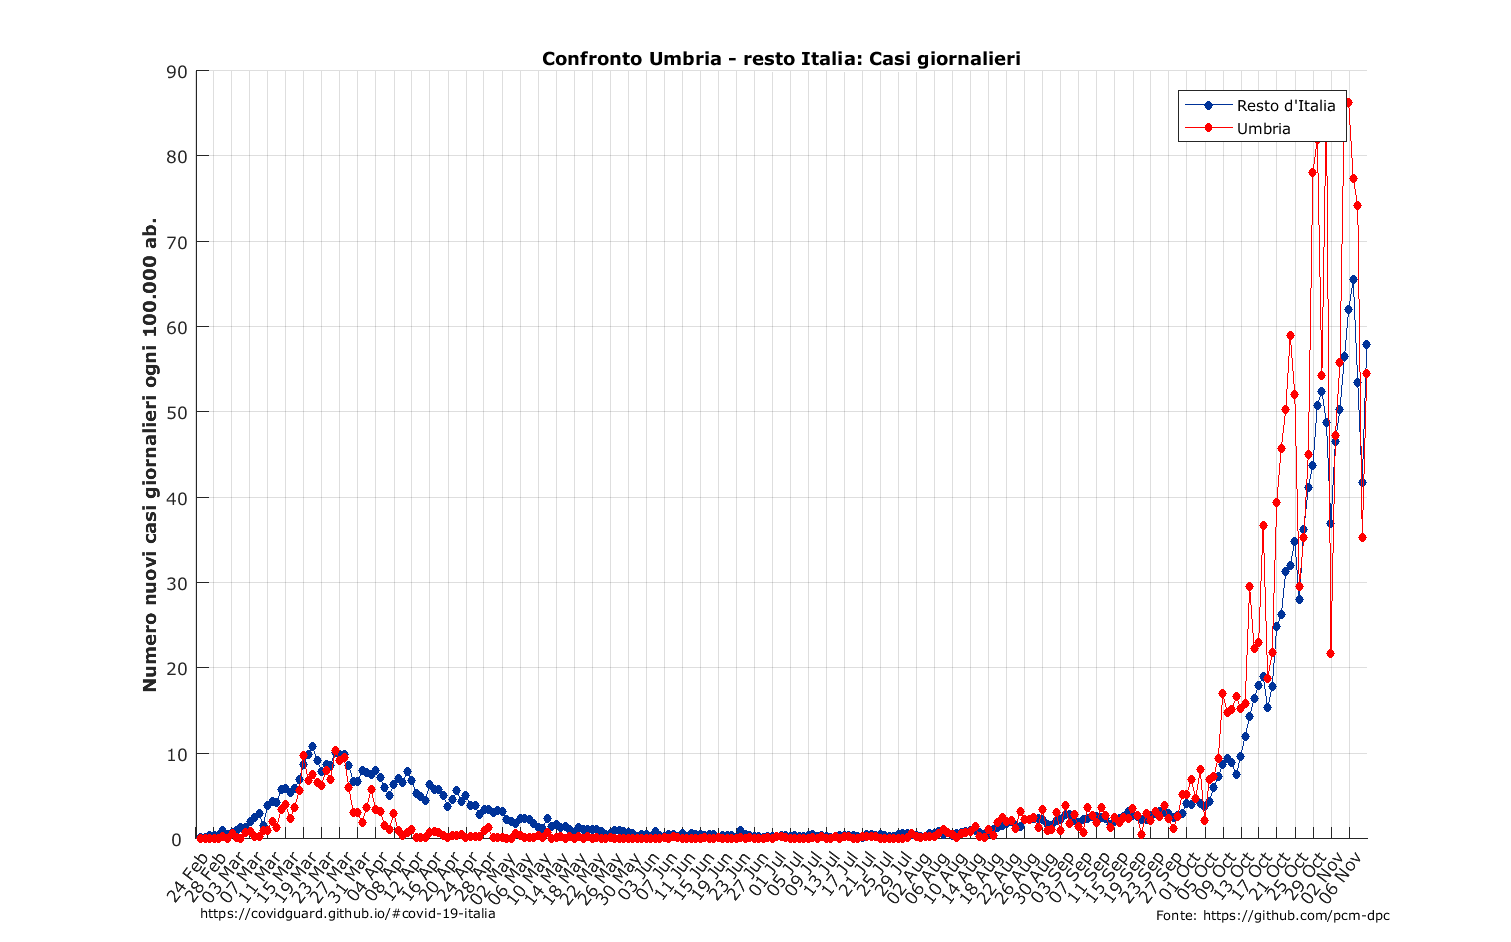 Confronto Umbria - resto Italia: Casi giornalieri
Resto d'Italia
Umbria
Numero nuovi casi giornalieri ogni 100.000 ab.
90
80
70
60
50
40
30
20
10
0
24 Feb
28 Feb
03 Mar
07 Mar
11 Mar
15 Mar
19 Mar
23 Mar
27 Mar
31 Mar
04 Apr
08 Apr
12 Apr
16 Apr
20 Apr
24 Apr
28 Apr
02 May
06 May
10 May
14 May
18 May
22 May
26 May
30 May
03 Jun
07 Jun
11 Jun
15 Jun
19 Jun
23 Jun
27 Jun
01 Jul
05 Jul
09 Jul
13 Jul
17 Jul
21 Jul
25 Jul
29 Jul
02 Aug
06 Aug
10 Aug
14 Aug
18 Aug
22 Aug
26 Aug
30 Aug
03 Sep
07 Sep
11 Sep
15 Sep
19 Sep
23 Sep
27 Sep
01 Oct
05 Oct
09 Oct
13 Oct
17 Oct
21 Oct
25 Oct
29 Oct
02 Nov
06 Nov
https://covidguard.github.io/#covid-19-italia
Fonte: https://github.com/pcm-dpc